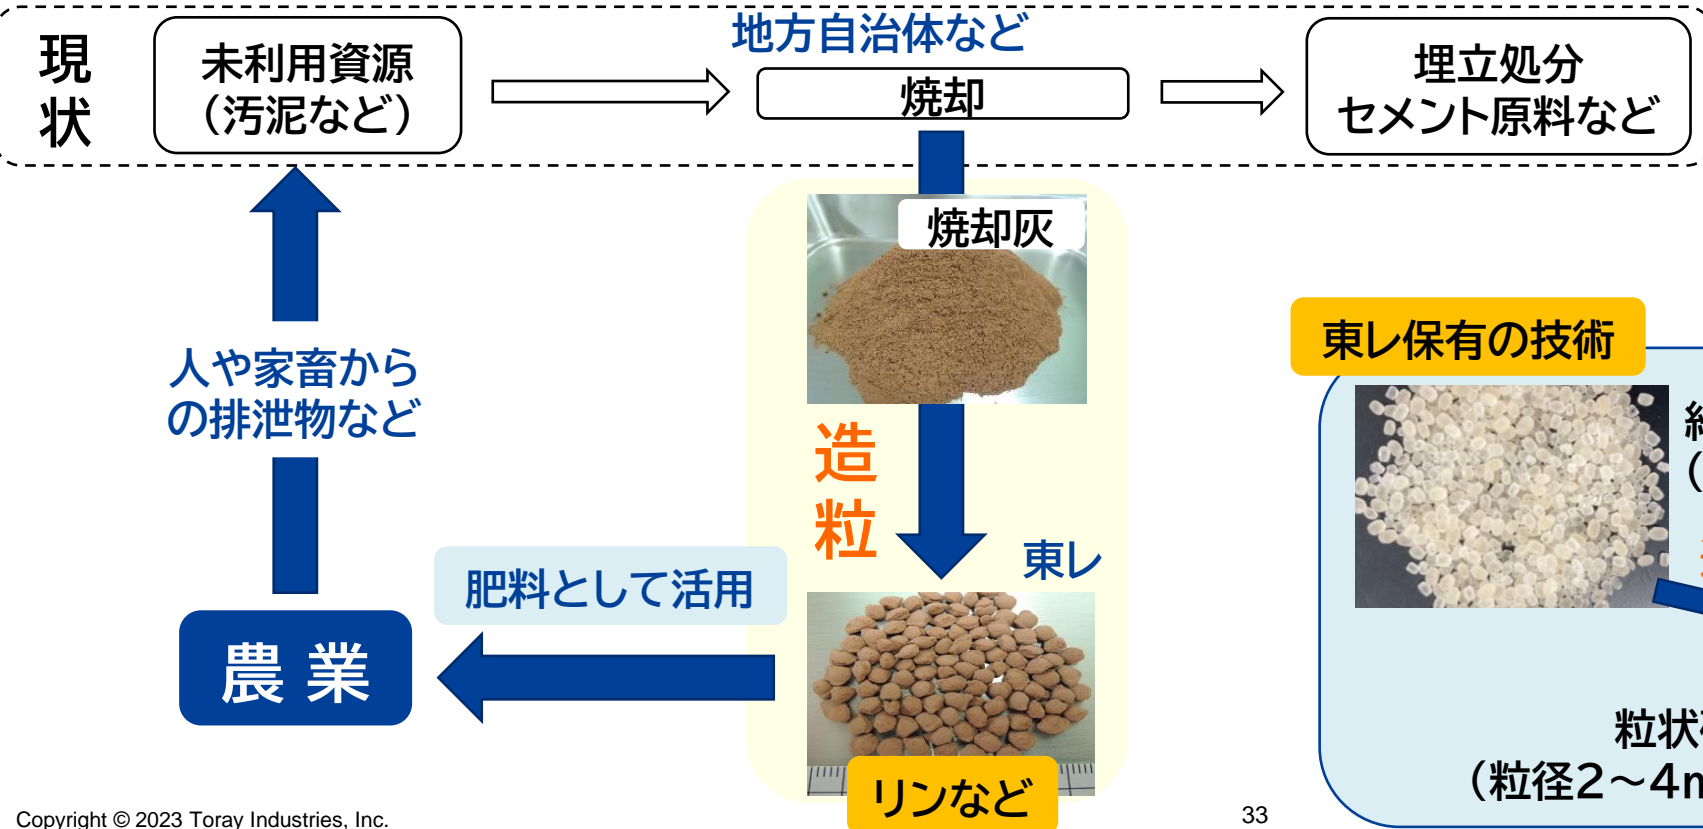 現
状
未利用資源
（汚泥など）
地方自治体など
焼却
埋立処分
セメント原料など
焼却灰
人や家畜から
の排泄物など
造
粒
東レ
肥料として活用
農 業
リンなど
東レ保有の技術
（
粒状
（粒径2～4m
Copyright © 2023 Toray Industries, Inc.
33